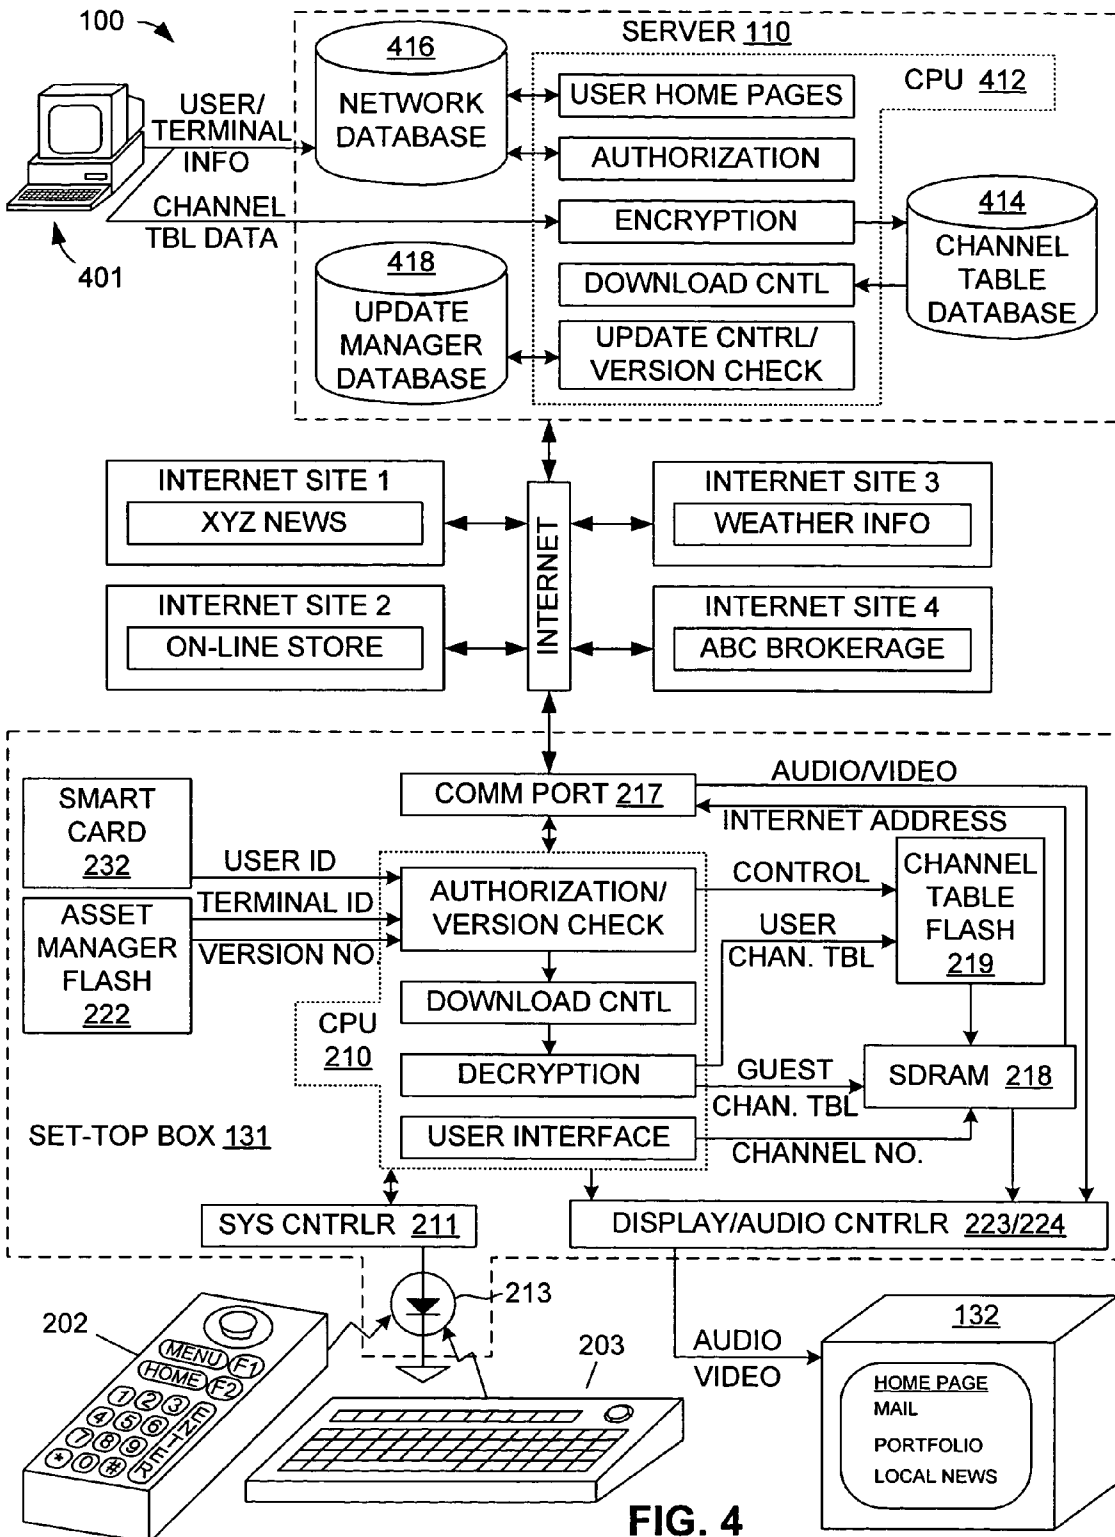 100
SERVER 110
416
NETWORK
DATABASE
USER HOME PAGES
CPU 412
USER/
TERMINAL
INFO
AUTHORIZATION
CHANNEL
TBL DATA
ENCRYPTION
414
CHANNEL
TABLE
DATABASE
401
418
UPDATE
MANAGER
DATABASE
DOWNLOAD CNTL
UPDATE CNTRL/
VERSION CHECK
INTERNET SITE 1
XYZ NEWS
INTERNET SITE 3
WEATHER INFO
INTERNET
INTERNET SITE 2
ON-LINE STORE
INTERNET SITE 4
ABC BROKERAGE
COMM PORT 217
AUDIO/VIDEO
INTERNET ADDRESS
SMART
CARD
232
USER ID
TERMINAL ID
VERSION NO.
ASSET
MANAGER
FLASH
222
AUTHORIZATION/
VERSION CHECK
CONTROL
USER
CHAN. TBL
CHANNEL
TABLE
FLASH
219
DOWNLOAD CNTL
CPU
210
DECRYPTION
GUEST
CHAN. TBL
SDRAM 218
USER INTERFACE
CHANNEL NO.
SET-TOP BOX 131
SYS CNTRLR 211
DISPLAY/AUDIO CNTRLR 223/224
213
202
MENU F1
HOME F2
1 2 3
4 5 6
7 8 9
* 0 #
ENTER
203
AUDIO
VIDEO
132
HOME PAGE
MAIL
PORTFOLIO
LOCAL NEWS
FIG. 4